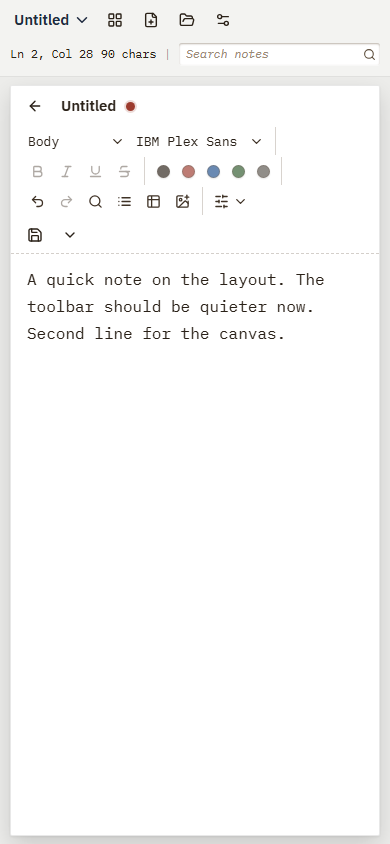 Untitled
Ln 2, Col 28 90 chars | Search notes
Untitled
Body IBM Plex Sans
B I U S
A quick note on the layout. The
toolbar should be quieter now.
Second line for the canvas.